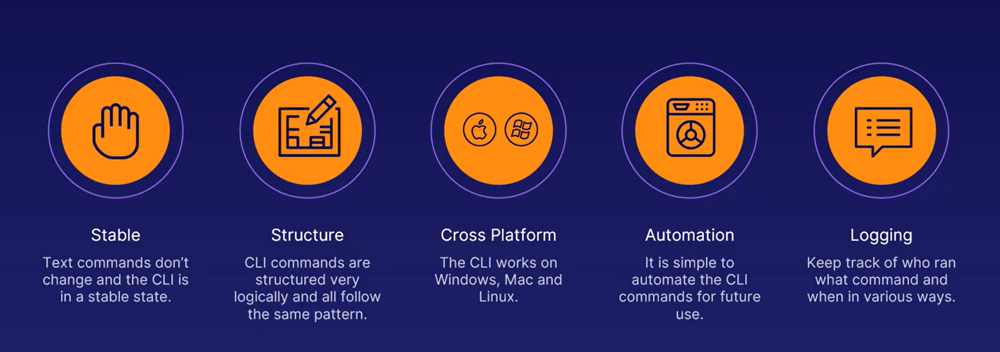 Stable
Text commands don’t
change and the CLI is
in a stable state.
Structure
CLI commands are
structured very
logically and all follow
the same pattern.
Cross Platform
The CLI works on
Windows, Mac and
Linux.
Automation
It is simple to
automate the CLI
commands for future
use.
Logging
Keep track of who ran
what command and
when in various ways.